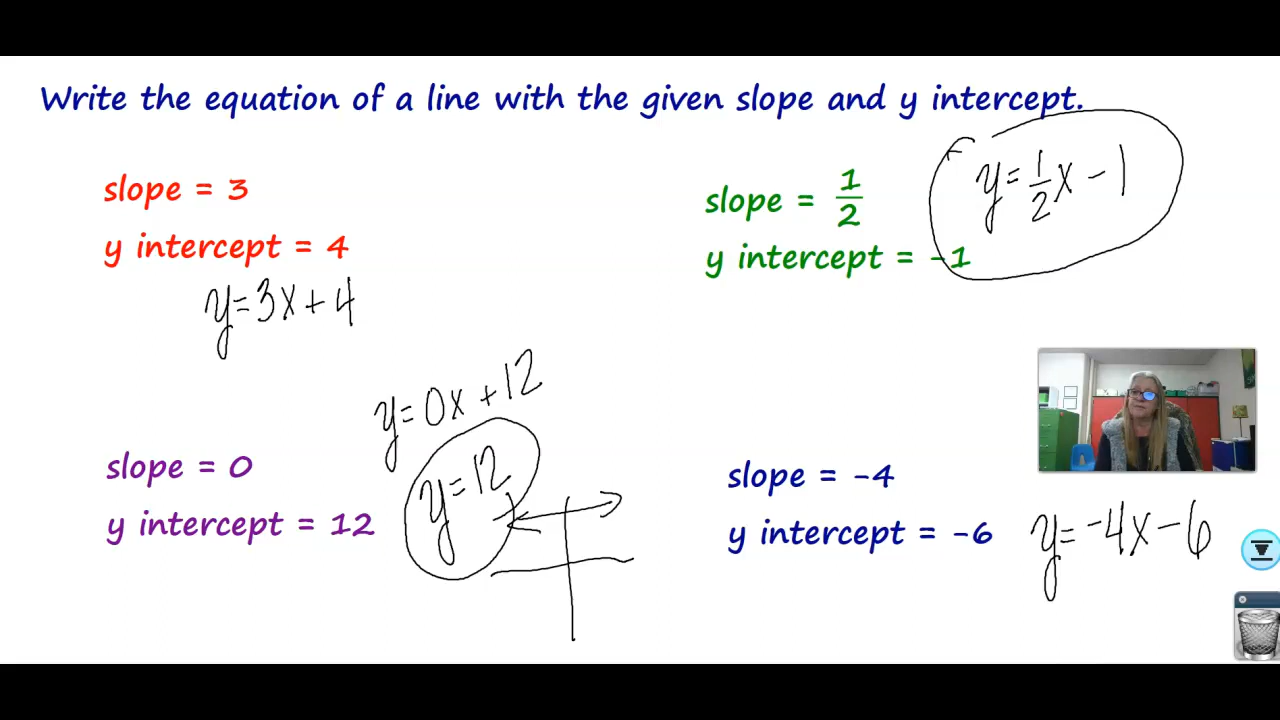 Write the equation of a line with the given slope and y intercept.
slope = 3
y intercept = 4
y=3x+4
slope = 1/2
y intercept = -1
y=1/2x-1
slope = 0
y intercept = 12
y=0x+12
y=12
slope = -4
y intercept = -6
y=-4x-6